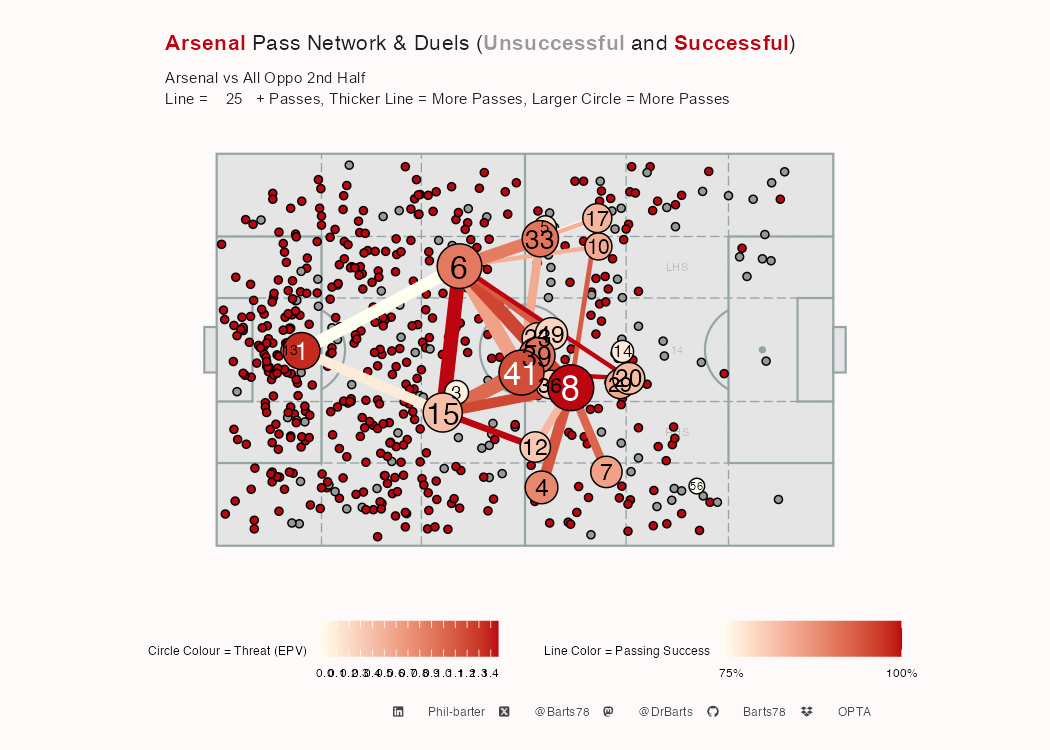 Arsenal Pass Network & Duels (Unsuccessful and Successful)
Arsenal vs All Oppo 2nd Half
Line = 25 + Passes, Thicker Line = More Passes, Larger Circle = More Passes
17
33
10
6
LHS
49
13
1
14
14
41
20
29
36
8
3
15
12
7
4
56
Circle Colour = Threat (EPV)
Line Color = Passing Success
75%
100%
Phil-barter
@Barts78
@DrBarts
Barts78
OPTA